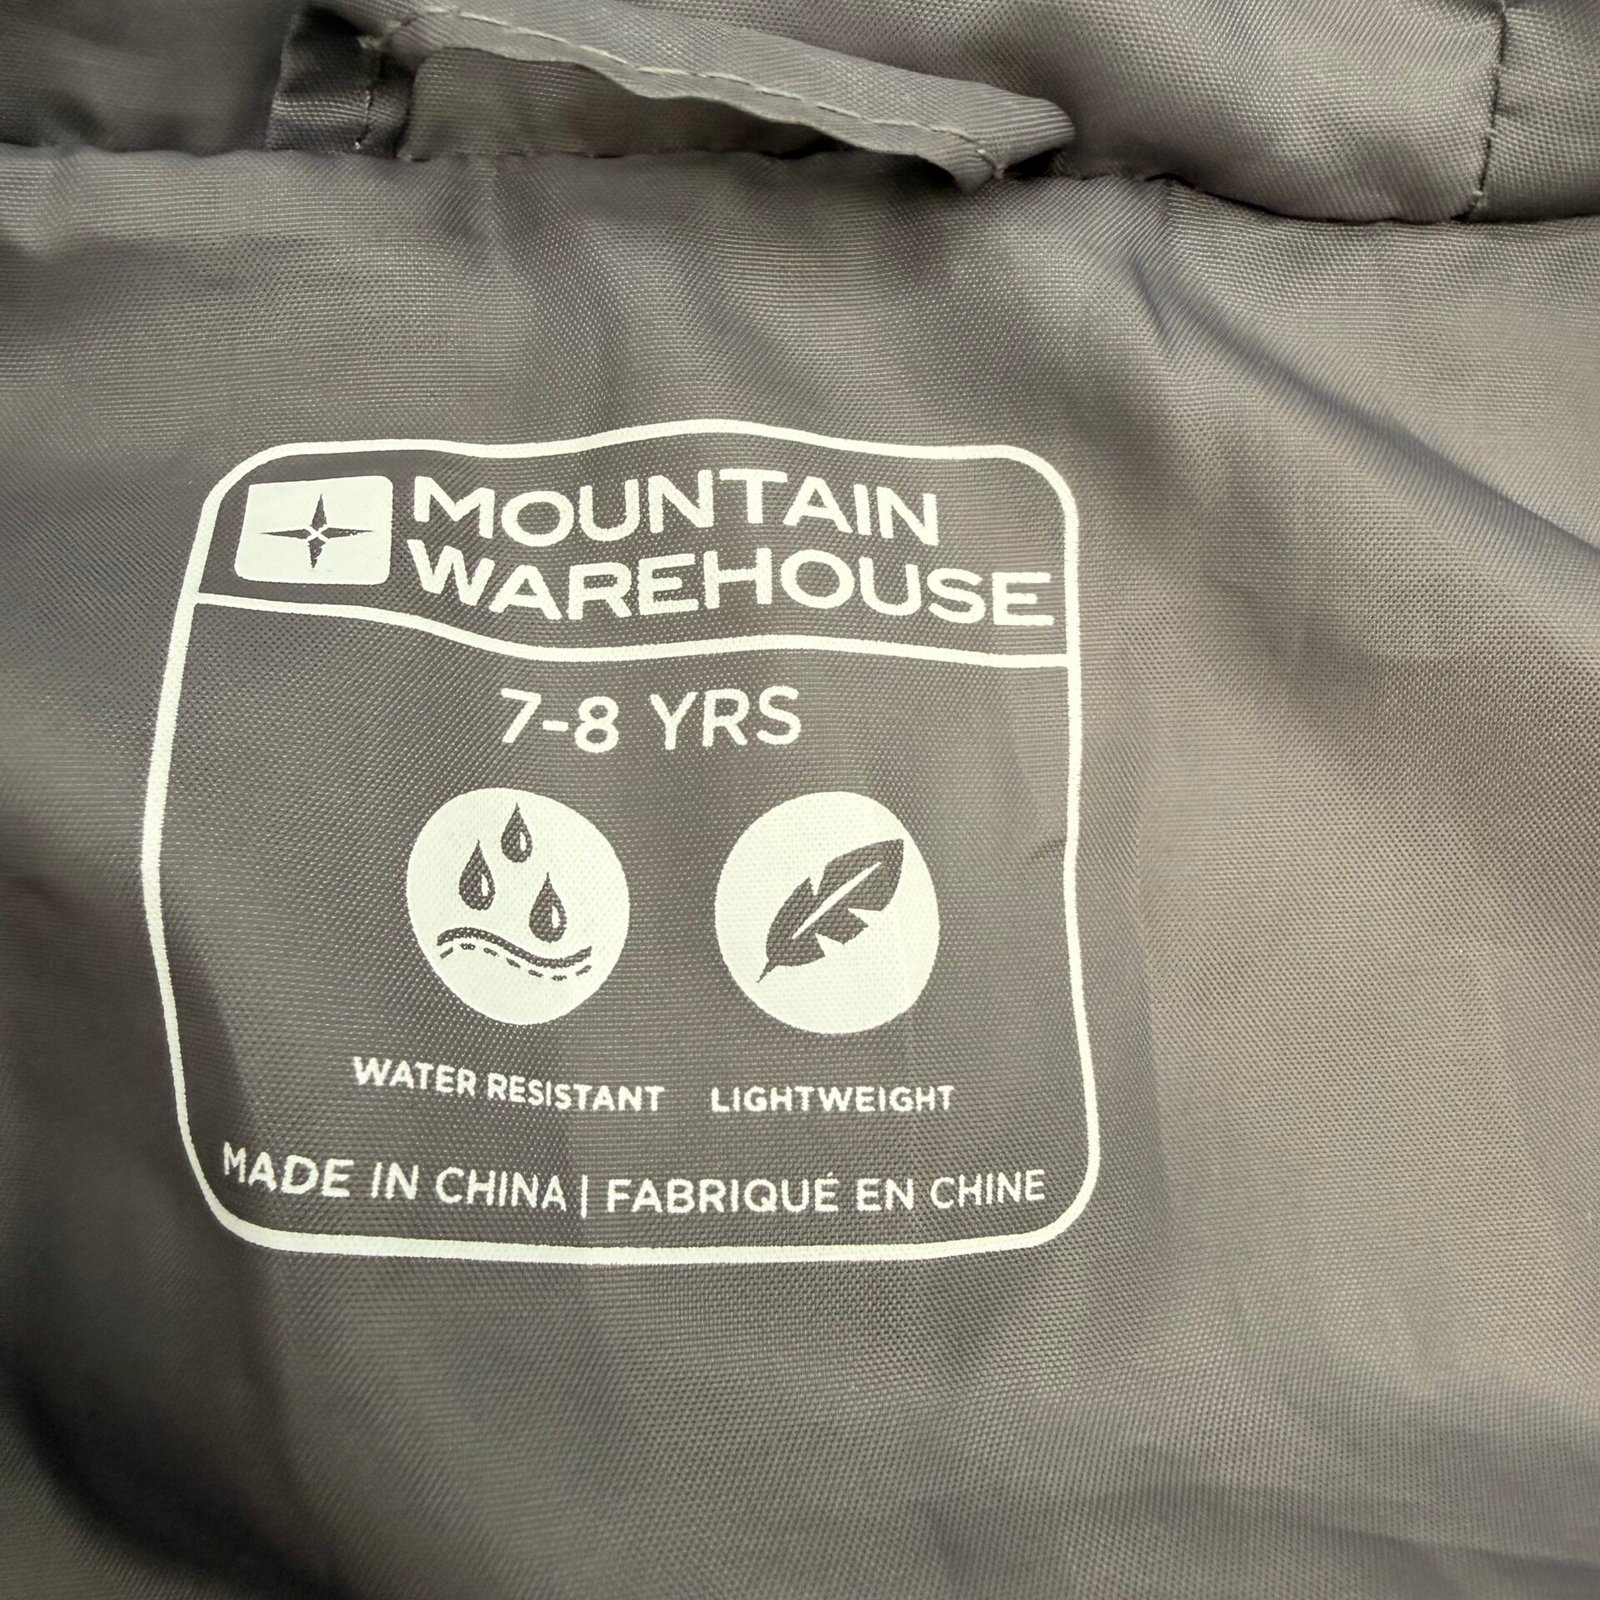 MOUNTAIN
WAREHOUSE
7-8 YRS
WATER RESISTANT LIGHTWEIGHT
MADE IN CHINA | FABRIQUÉ EN CHINE